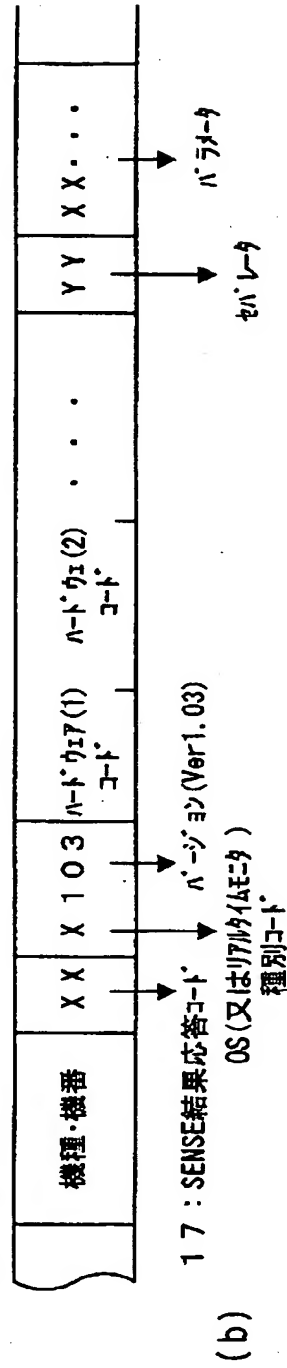 機種・機番
XX
X 103
ハードウェア(1)
コード
ハードウェ(2)
コード
・・・
YY
XX・・・
17：SENSE結果応答コード
バージョン(Ver1.03)
OS(又はリアルタイムモニタ)
種別コード
セパレータ
パラメータ
(b)